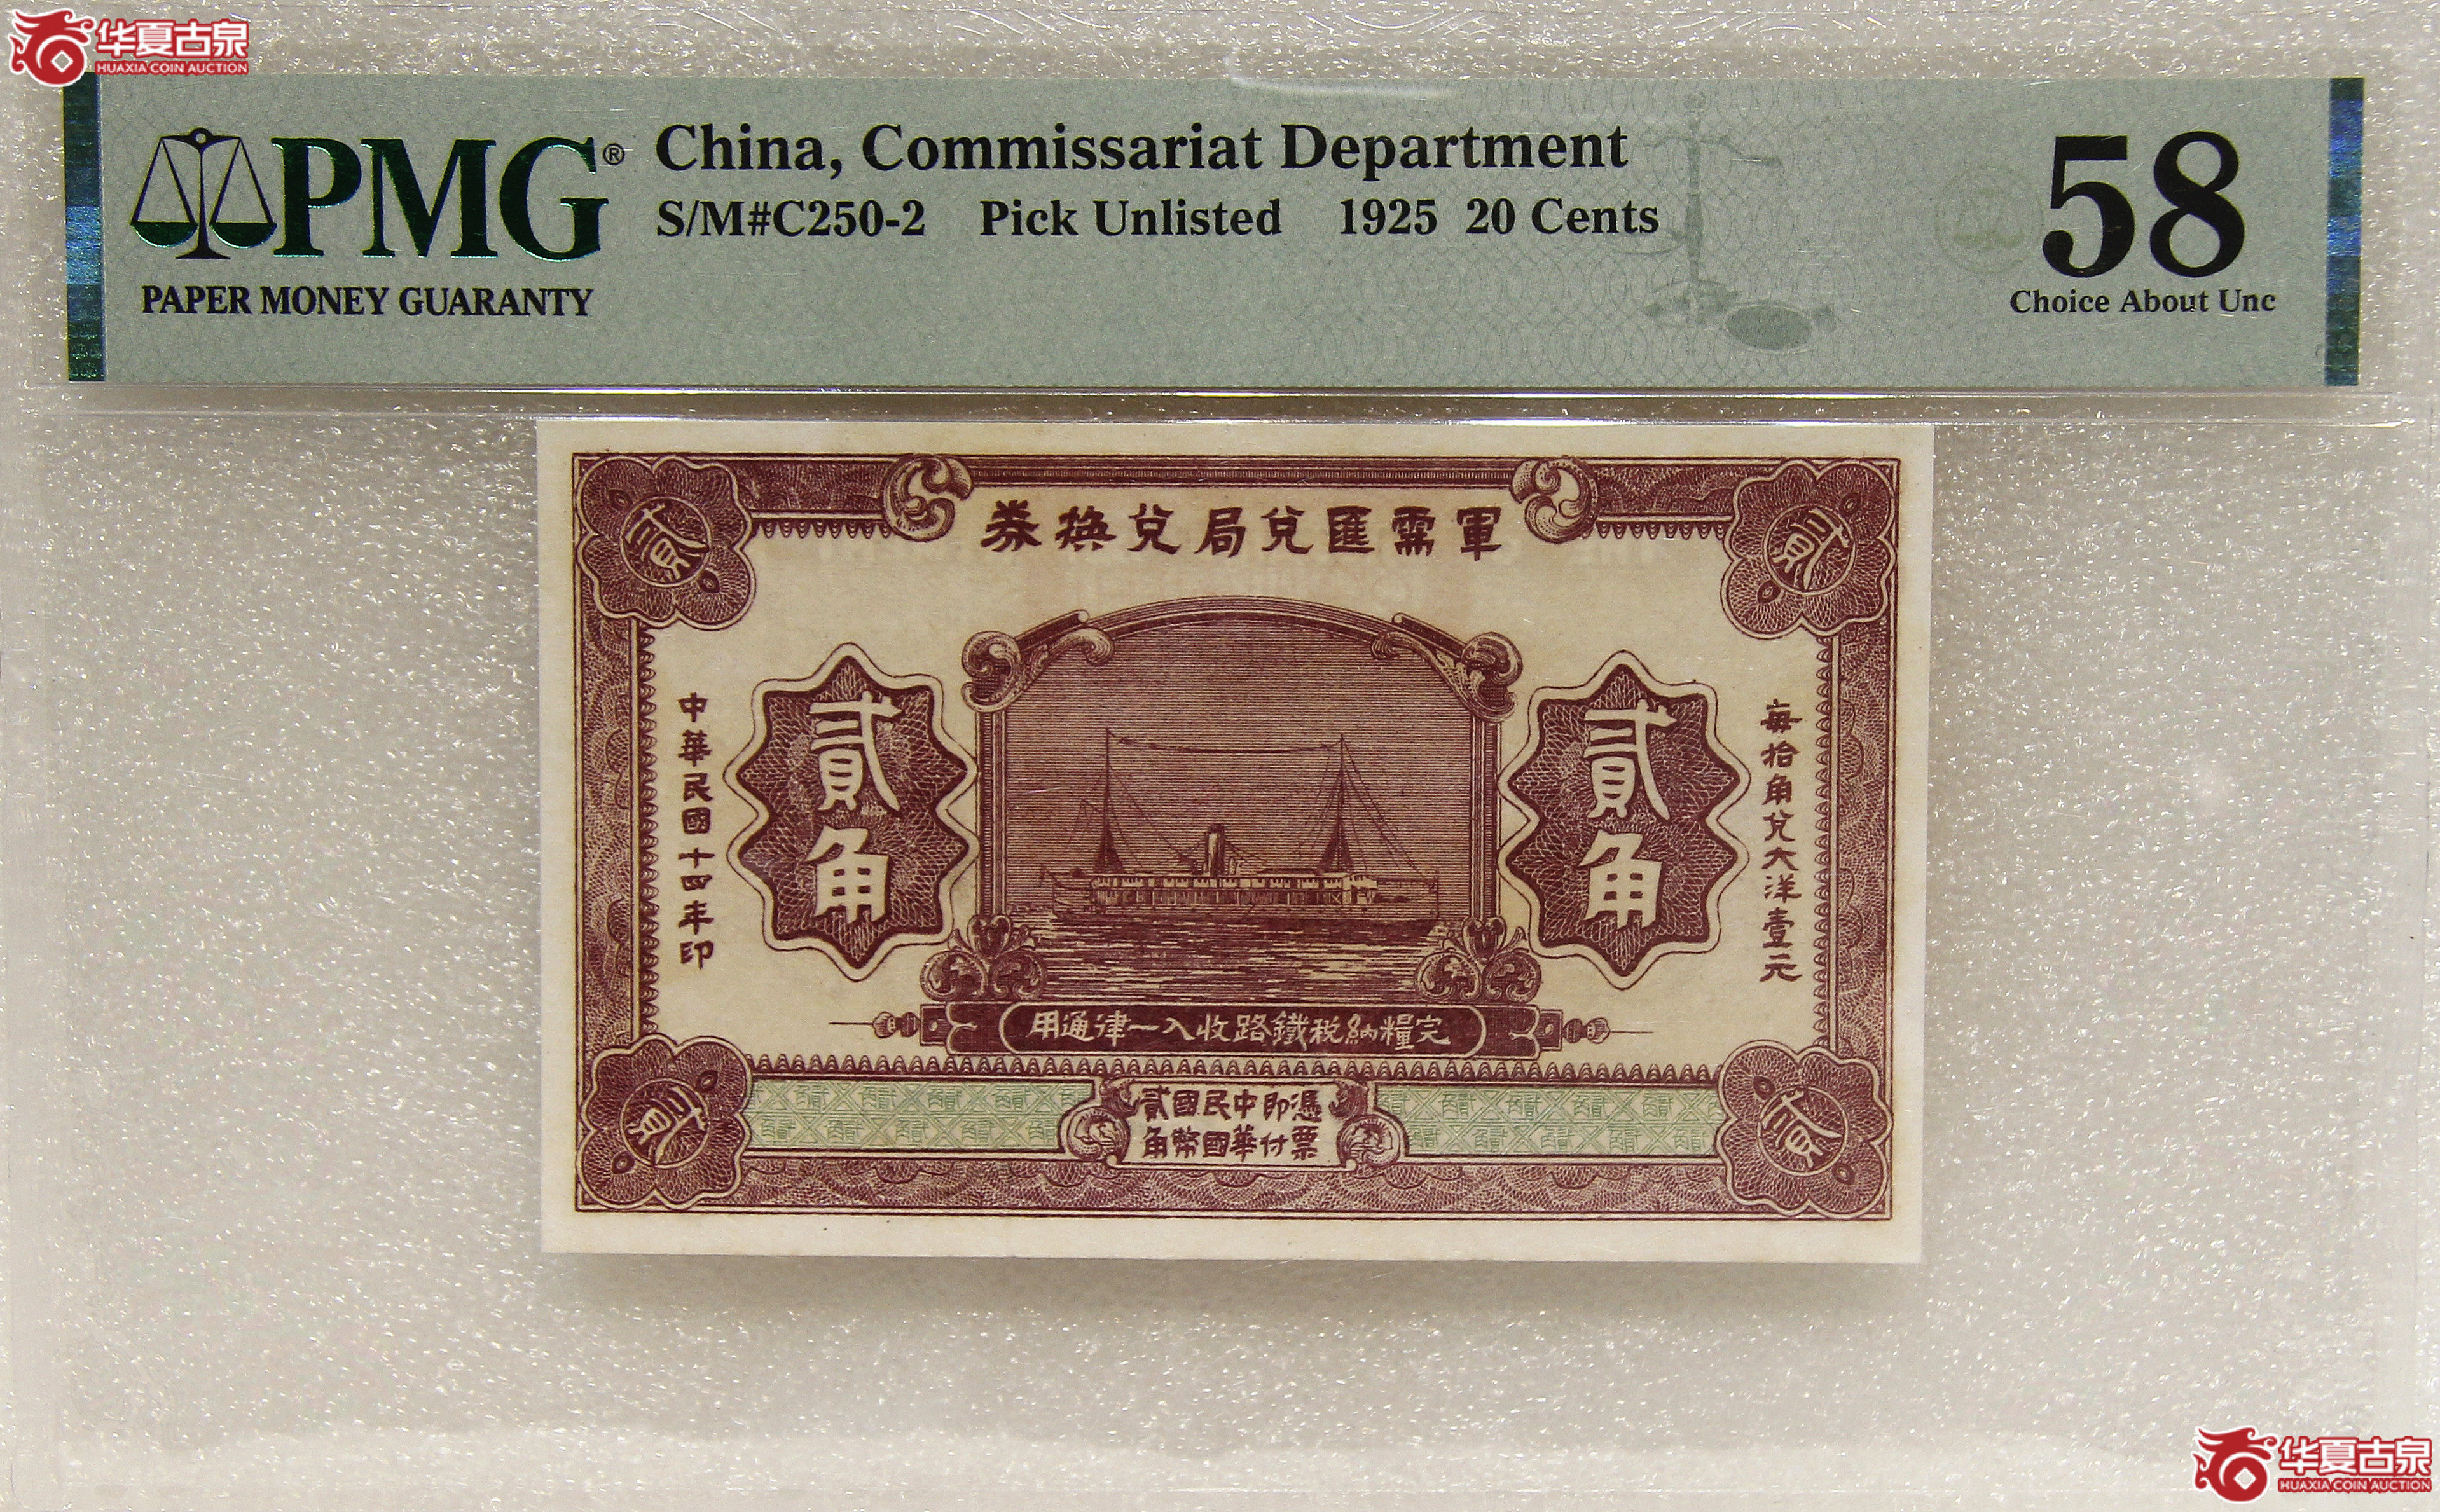 华夏古泉
HUAXIA COIN AUCTION
PMG®
PAPER MONEY GUARANTY
China, Commissariat Department
S/M#C250-2 Pick Unlisted 1925 20 Cents
58
Choice About Unc
軍需匯兌局兌換券
貳
貳
貳角
貳角
每拾角兌大洋壹元
中華民國十四年印
完糧納稅鐵路收入一律通用
憑票即付中華民國國幣貳角
貳
貳
华夏古泉
HUAXIA COIN AUCTION